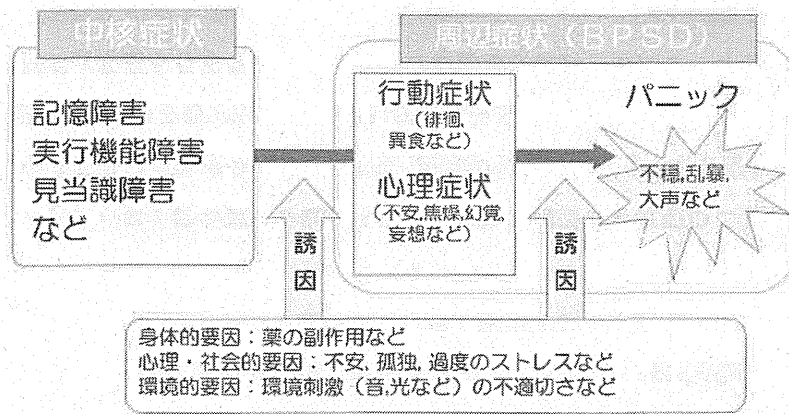 中核症状
記憶障害
実行機能障害
見当識障害
など
周辺症状(BPSD)
行動症状
(徘徊,
異食など)
心理症状
(不安,焦燥,幻覚,
妄想など)
パニック
不穏,乱暴,
大声など
誘因
誘因
身体的要因:薬の副作用など
心理・社会的要因:不安,孤独,過度のストレスなど
環境的要因:環境刺激(音,光など)の不適切さなど